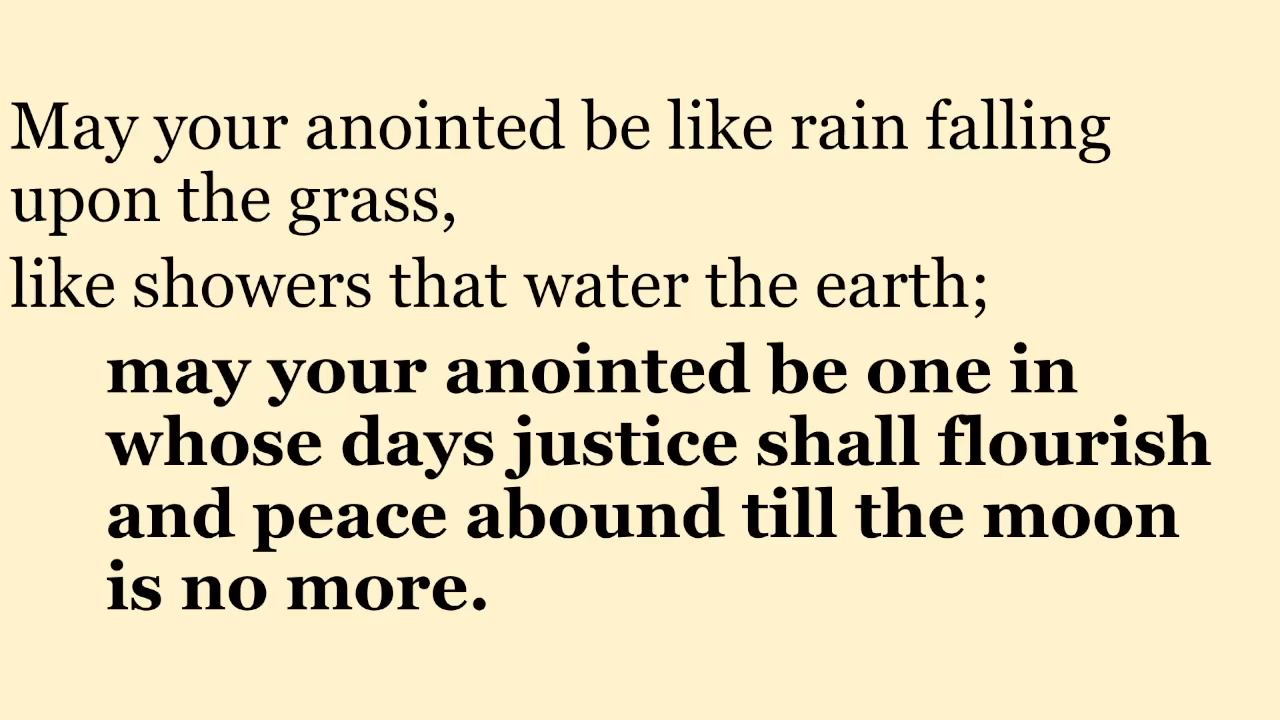 May your anointed be like rain falling
upon the grass,
like showers that water the earth;
may your anointed be one in
whose days justice shall flourish
and peace abound till the moon
is no more.